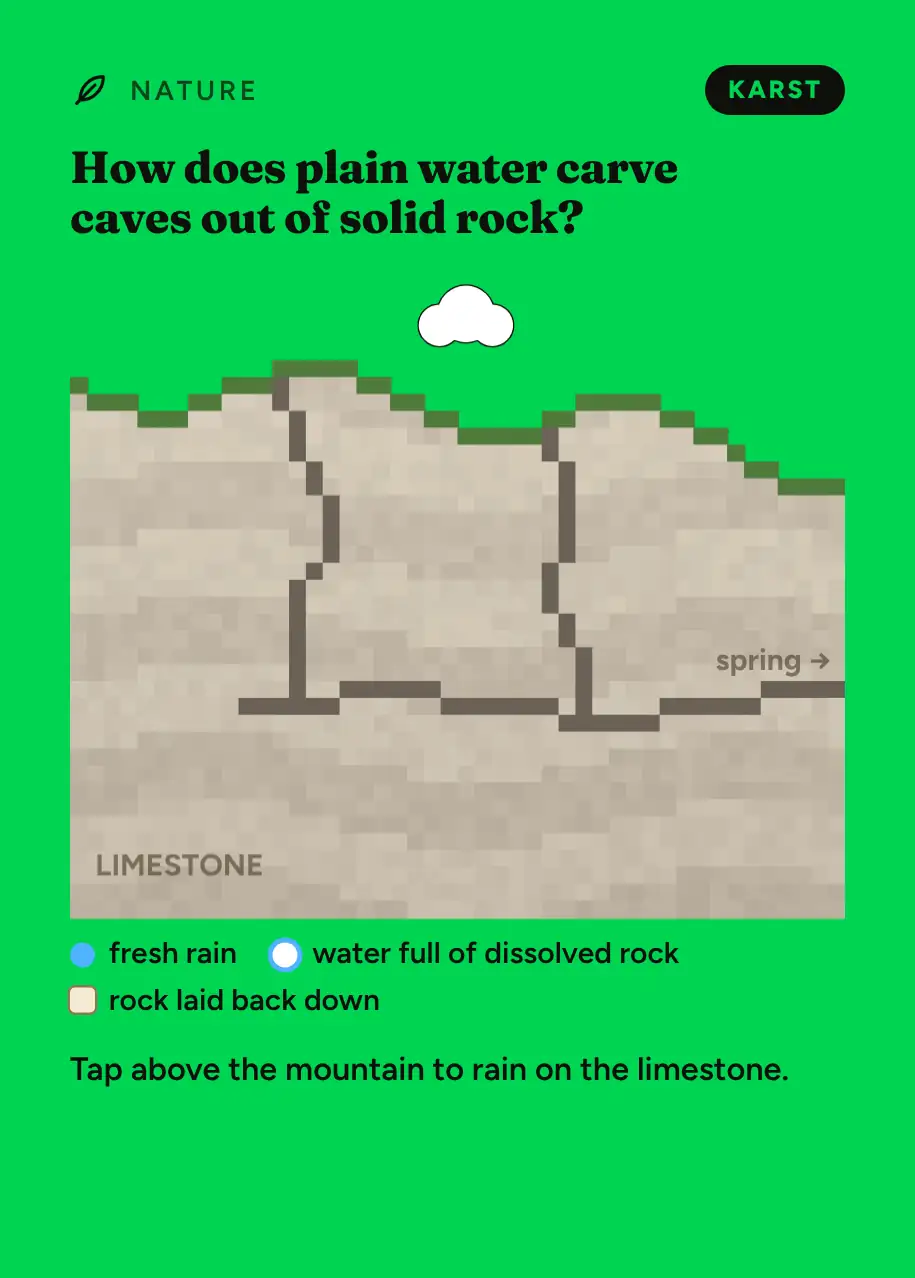 NATURE
KARST
How does plain water carve
caves out of solid rock?
spring →
LIMESTONE
fresh rain
water full of dissolved rock
rock laid back down
Tap above the mountain to rain on the limestone.